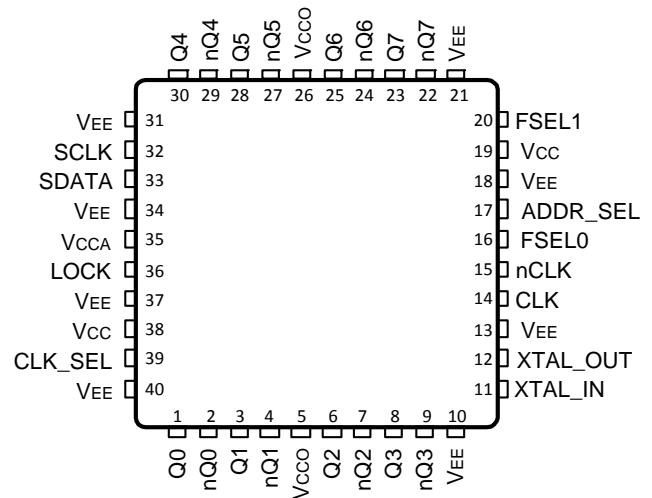 Q4 nQ4 Q5 nQ5 VCCO Q6 nQ6 Q7 nQ7 VEE
30 29 28 27 26 25 24 23 22 21
VEE 31 20 FSEL1
SCLK 32 19 VCC
SDATA 33 18 VEE
VEE 34 17 ADDR_SEL
VCCA 35 16 FSEL0
LOCK 36 15 nCLK
VEE 37 14 CLK
VCC 38 13 VEE
CLK_SEL 39 12 XTAL_OUT
VEE 40 11 XTAL_IN
1 2 3 4 5 6 7 8 9 10
Q0 nQ0 Q1 nQ1 VCCO Q2 nQ2 Q3 nQ3 VEE